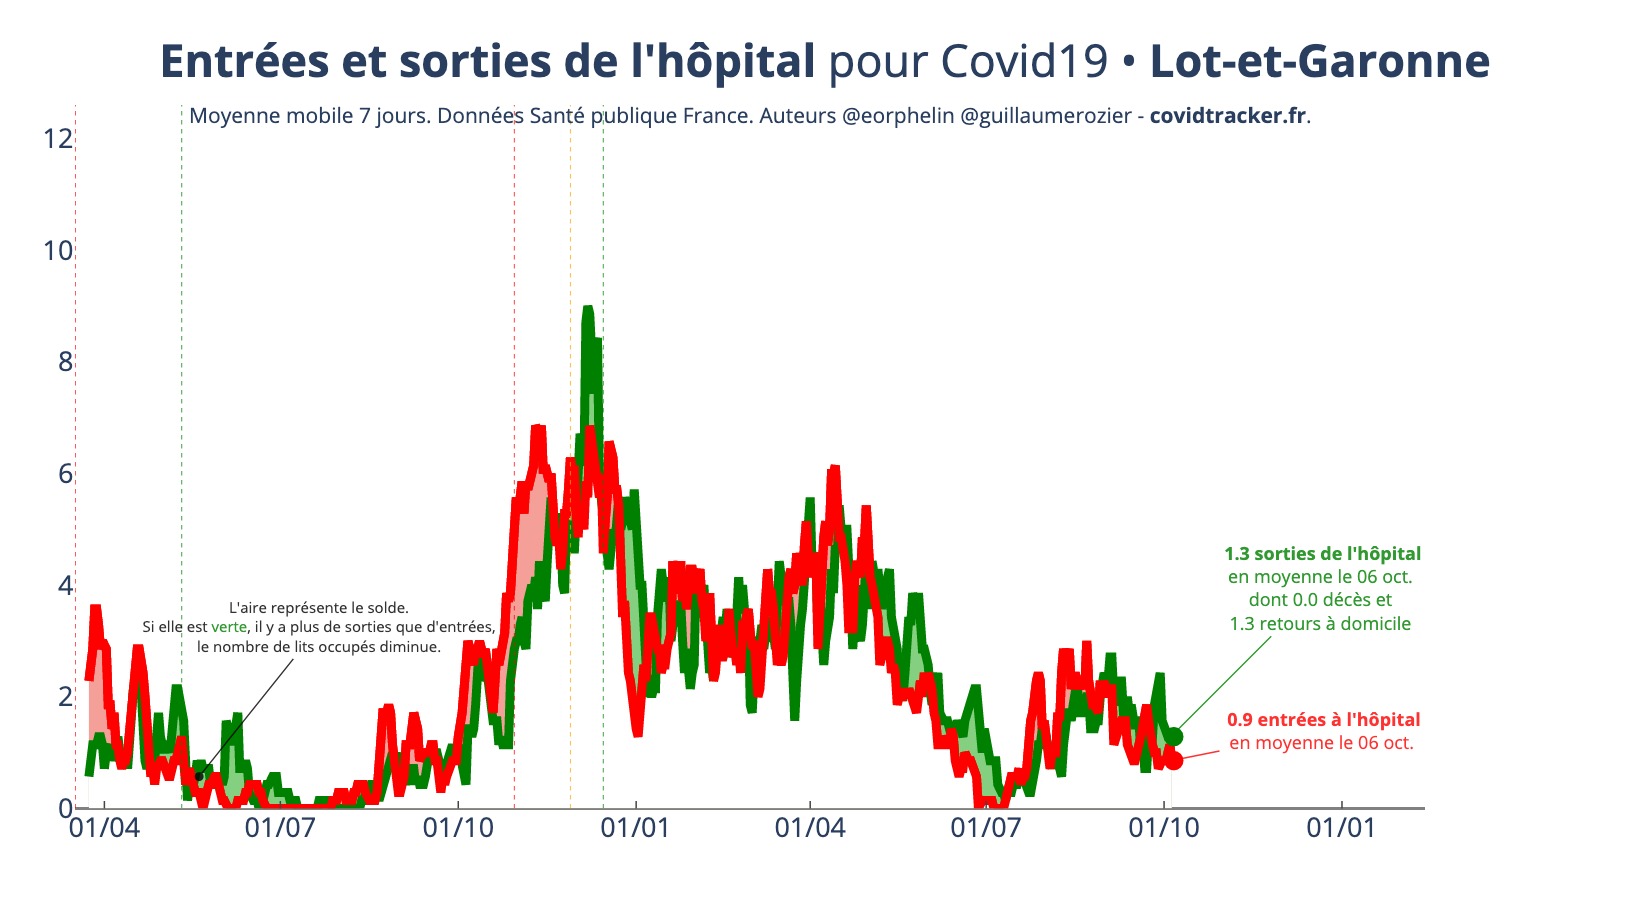 Entrées et sorties de l'hôpital pour Covid19 • Lot-et-Garonne
Moyenne mobile 7 jours. Données Santé publique France. Auteurs @eorphelin @guillaumerozier - covidtracker.fr.
12
10
8
6
4
2
0
L'aire représente le solde.
Si elle est verte, il y a plus de sorties que d'entrées,
le nombre de lits occupés diminue.
1.3 sorties de l'hôpital
en moyenne le 06 oct.
dont 0.0 décès et
1.3 retours à domicile
0.9 entrées à l'hôpital
en moyenne le 06 oct.
01/04 01/07 01/10 01/01 01/04 01/07 01/10 01/01